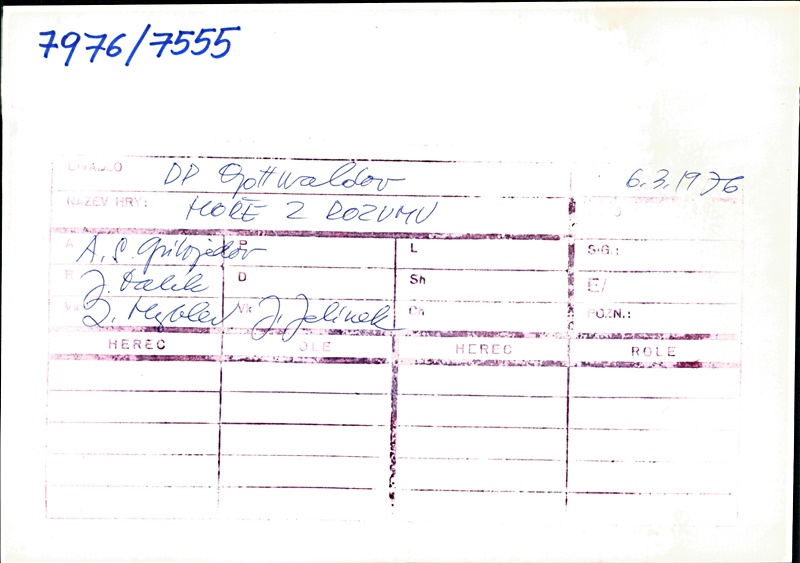 7976/7555
DIVADLO DP Gottwaldov 6.3.1976
NÁZEV HRY: HOŘE Z ROZUMU
A A. S. Gribojedov P L SIG.:
R J. Dalík D Sh E/
J. Jelínek Ch POZN.:
HEREC ROLE HEREC ROLE